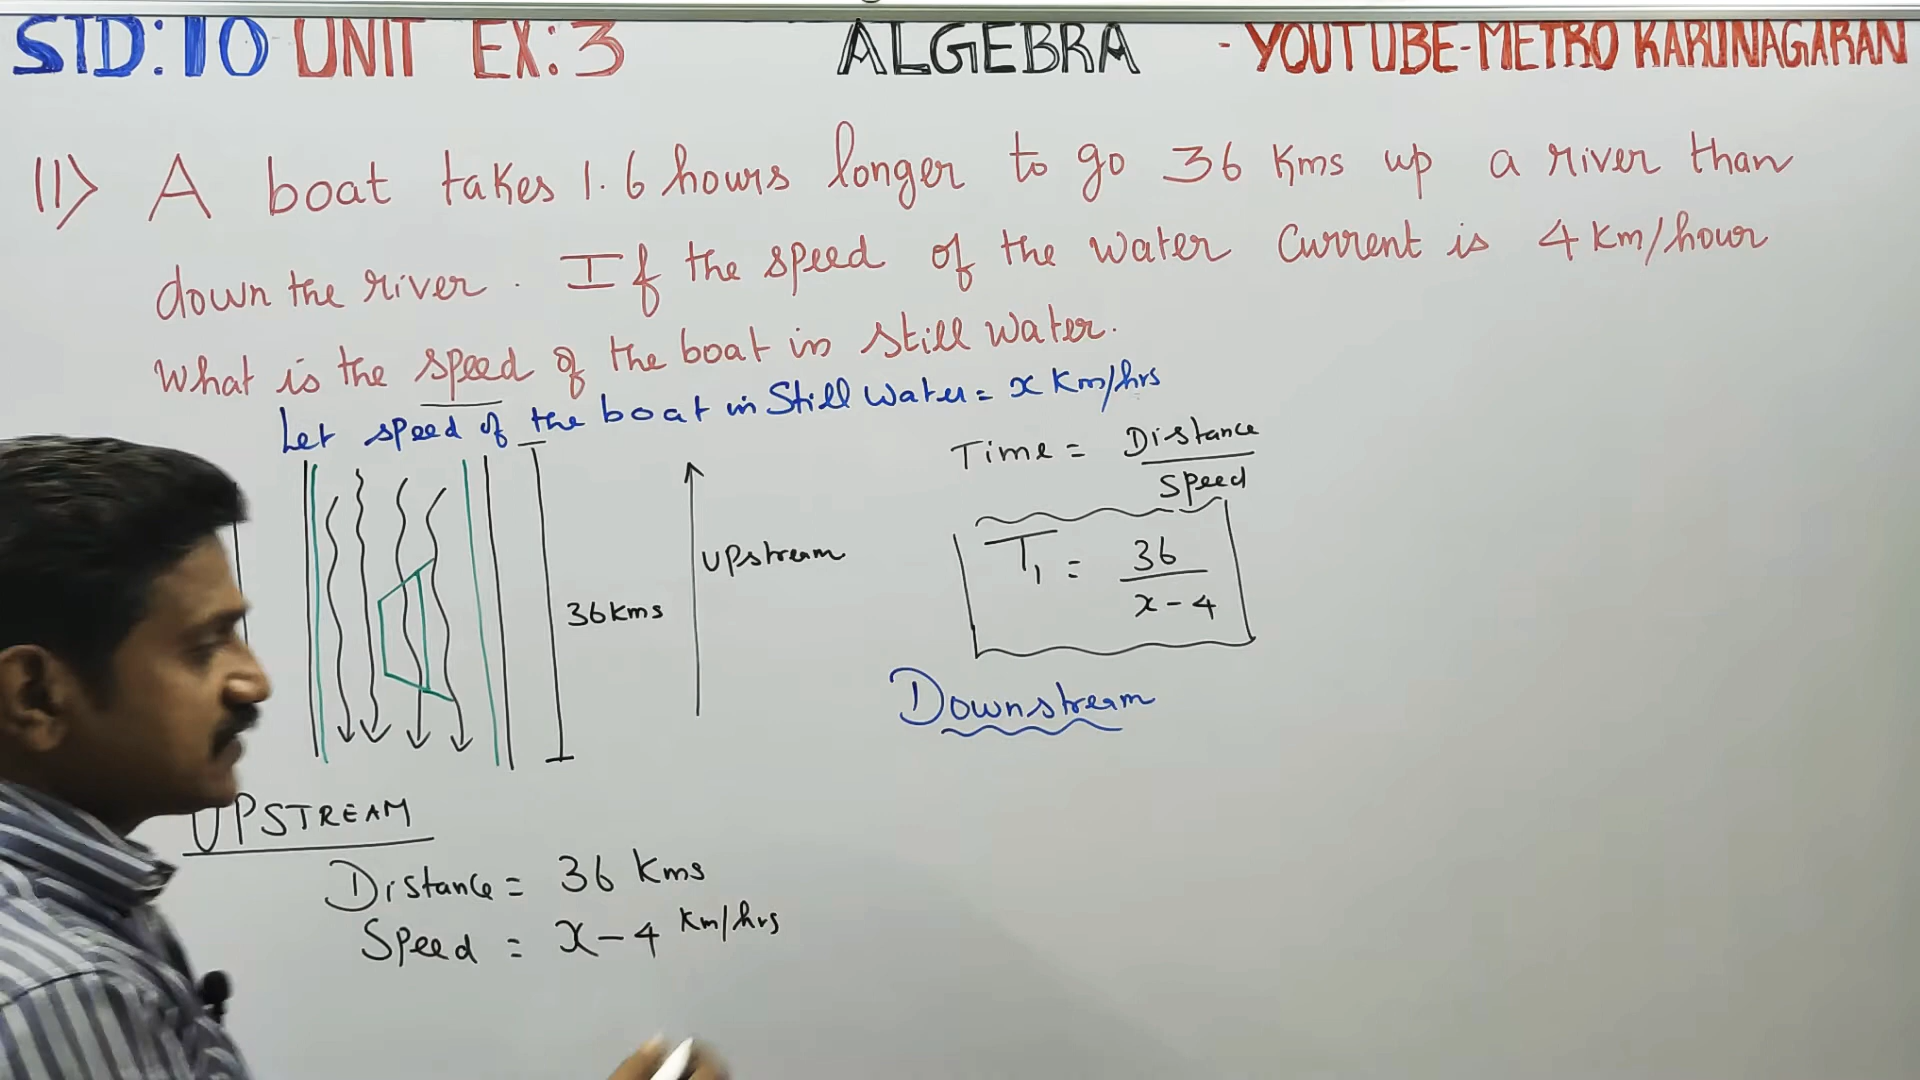 STD:10 UNIT EX:3 ALGEBRA - YOUTUBE-METRO KARUNAGARAN
11) A boat takes 1.6 hours longer to go 36 Kms up a river than
down the river. If the speed of the water current is 4 Km/hour
What is the speed of the boat in still water.
Let speed of the boat in Still Water = x Km/hrs
Time = Distance
Speed
T1 = 36
x-4
Upstream
36kms
Downstream
UPSTREAM
Distance = 36 Kms
Speed = x-4 Km/hrs